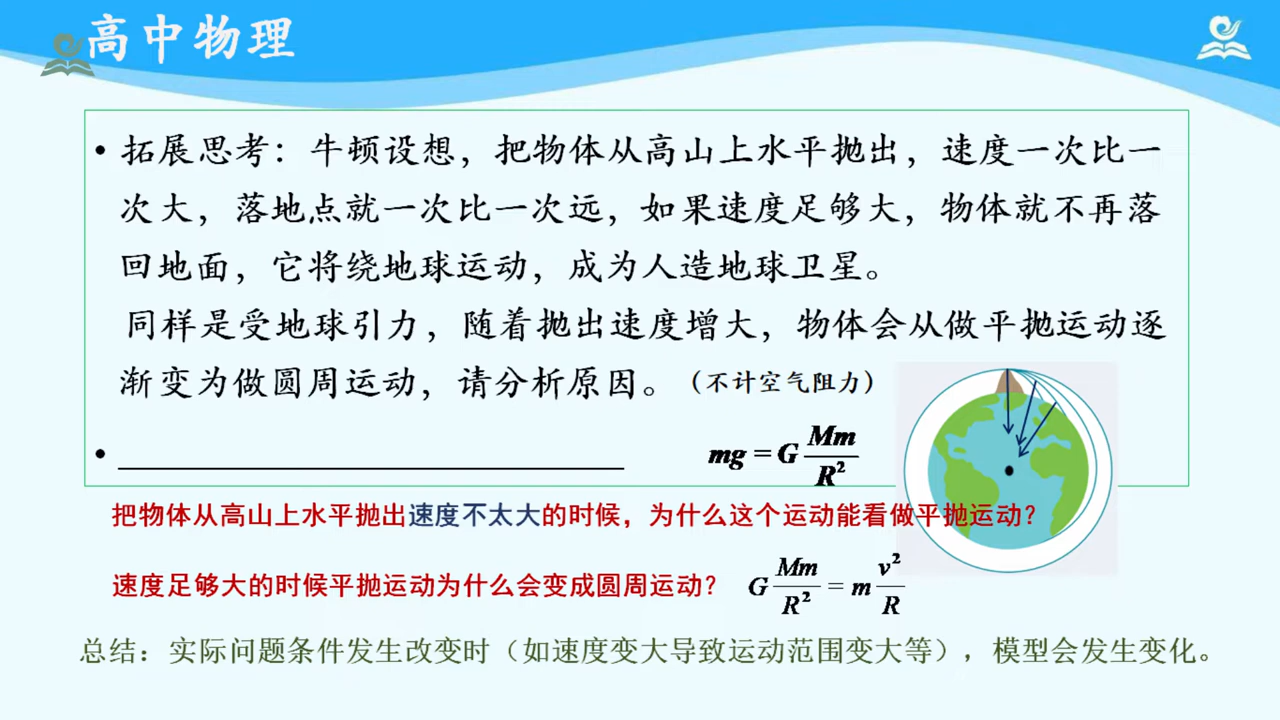 高中物理
• 拓展思考：牛顿设想，把物体从高山上水平抛出，速度一次比一
次大，落地点就一次比一次远，如果速度足够大，物体就不再落
回地面，它将绕地球运动，成为人造地球卫星。
同样是受地球引力，随着抛出速度增大，物体会从做平抛运动逐
渐变为做圆周运动，请分析原因。（不计空气阻力）
• ______________ mg = G Mm/R²
把物体从高山上水平抛出速度不太大的时候，为什么这个运动能看做平抛运动？
速度足够大的时候平抛运动为什么会变成圆周运动？ G Mm/R² = m v²/R
总结：实际问题条件发生改变时（如速度变大导致运动范围变大等），模型会发生变化。